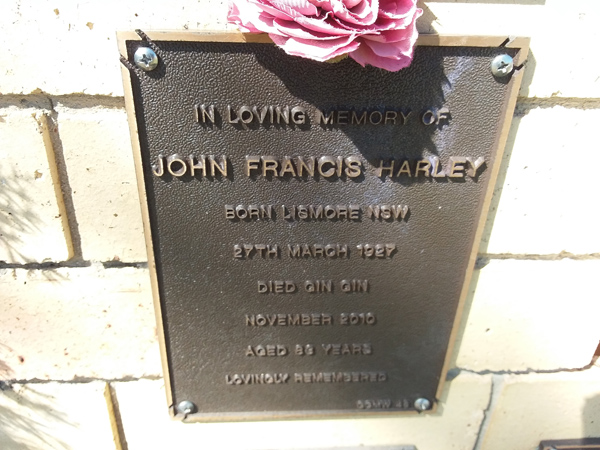 IN LOVING MEMORY OF
JOHN FRANCIS HARLEY
BORN LISMORE NSW
27TH MARCH 1927
DIED GIN GIN
NOVEMBER 2010
AGED 83 YEARS
LOVINGLY REMEMBERED